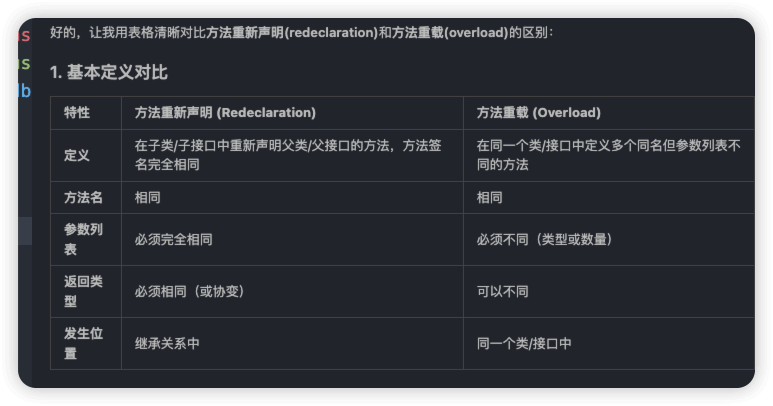 好的，让我用表格清晰对比方法重新声明(redeclaration)和方法重载(overload)的区别：
us
us
db
1. 基本定义对比
特性 方法重新声明 (Redeclaration) 方法重载 (Overload)
定义 在子类/子接口中重新声明父类/父接口的方法，方法签
名完全相同
在同一个类/接口中定义多个同名但参数列表不
同的方法
方法名 相同 相同
参数列
表
必须完全相同 必须不同（类型或数量）
返回类
型
必须相同（或协变） 可以不同
发生位
置
继承关系中 同一个类/接口中